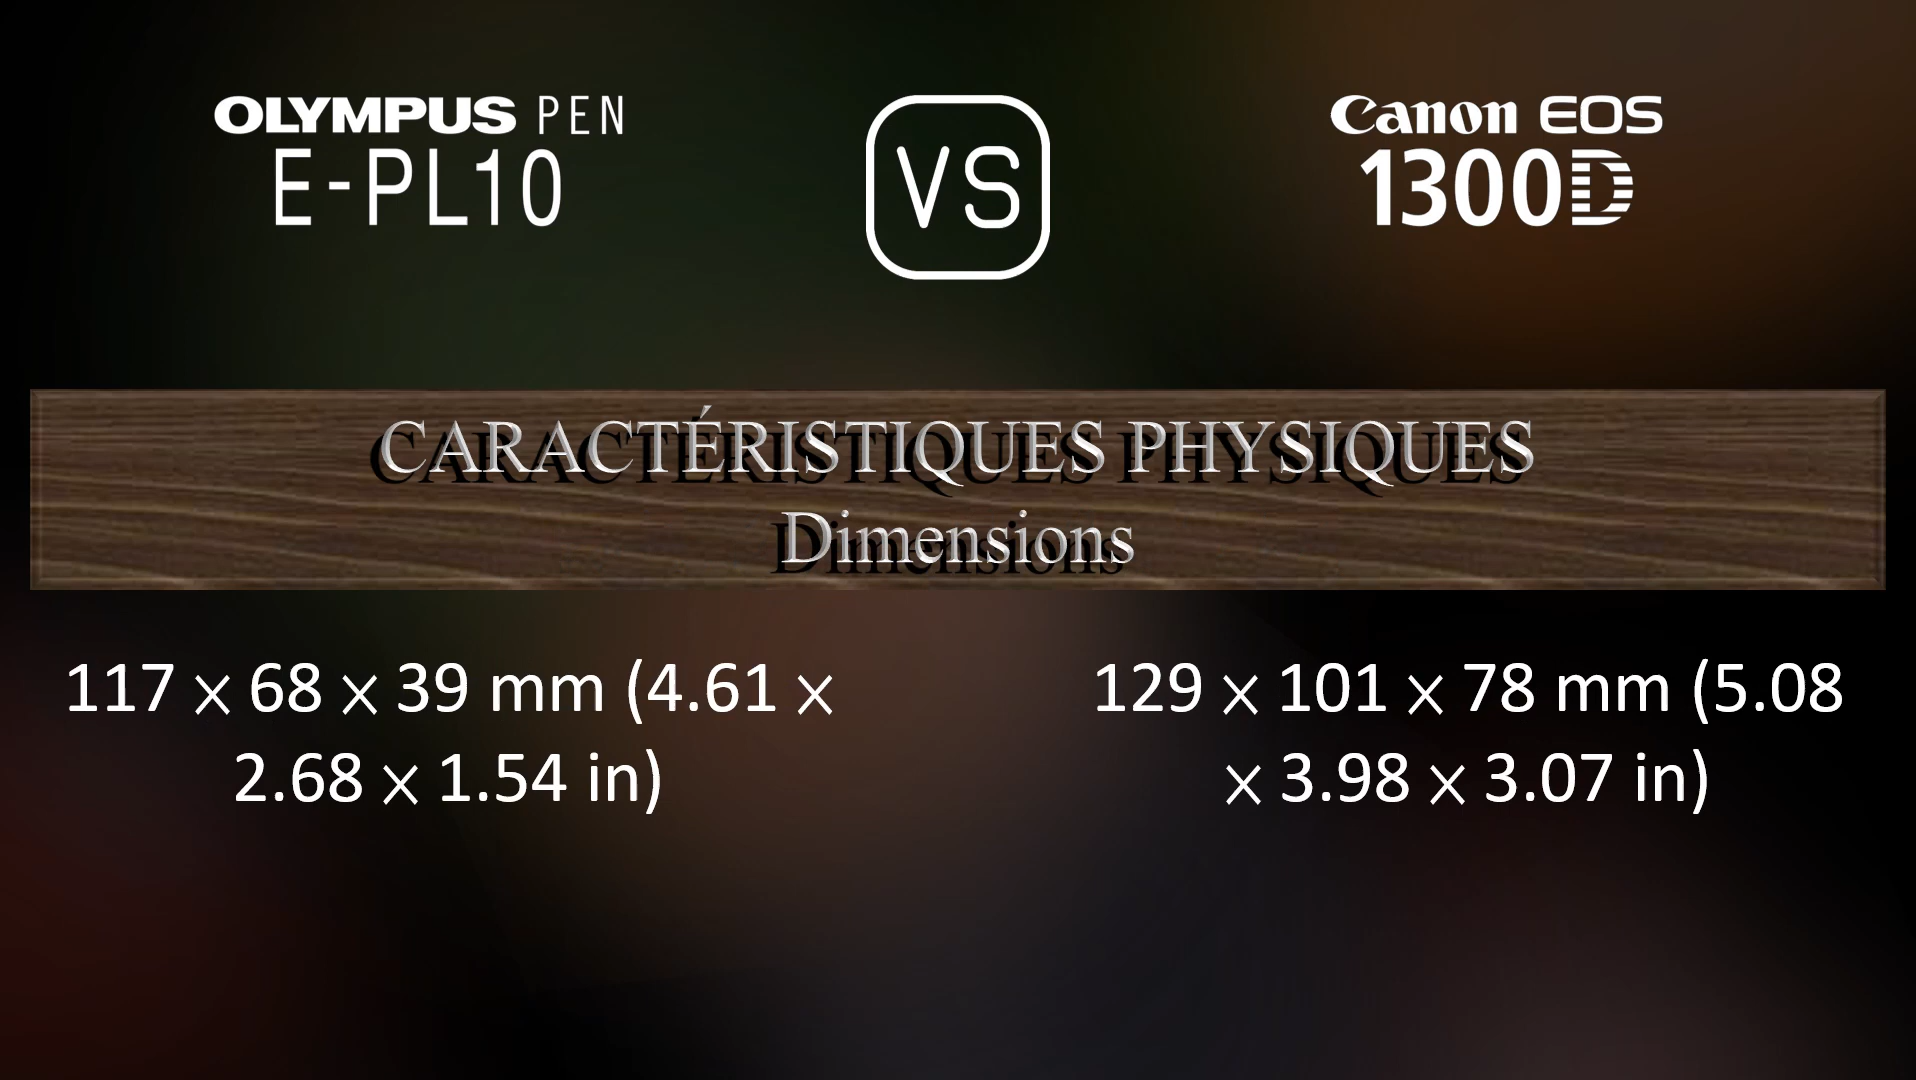 OLYMPUS PEN
E-PL10
VS
Canon EOS
1300D
CARACTÉRISTIQUES PHYSIQUES
Dimensions
117 x 68 x 39 mm (4.61 x
2.68 x 1.54 in)
129 x 101 x 78 mm (5.08
x 3.98 x 3.07 in)